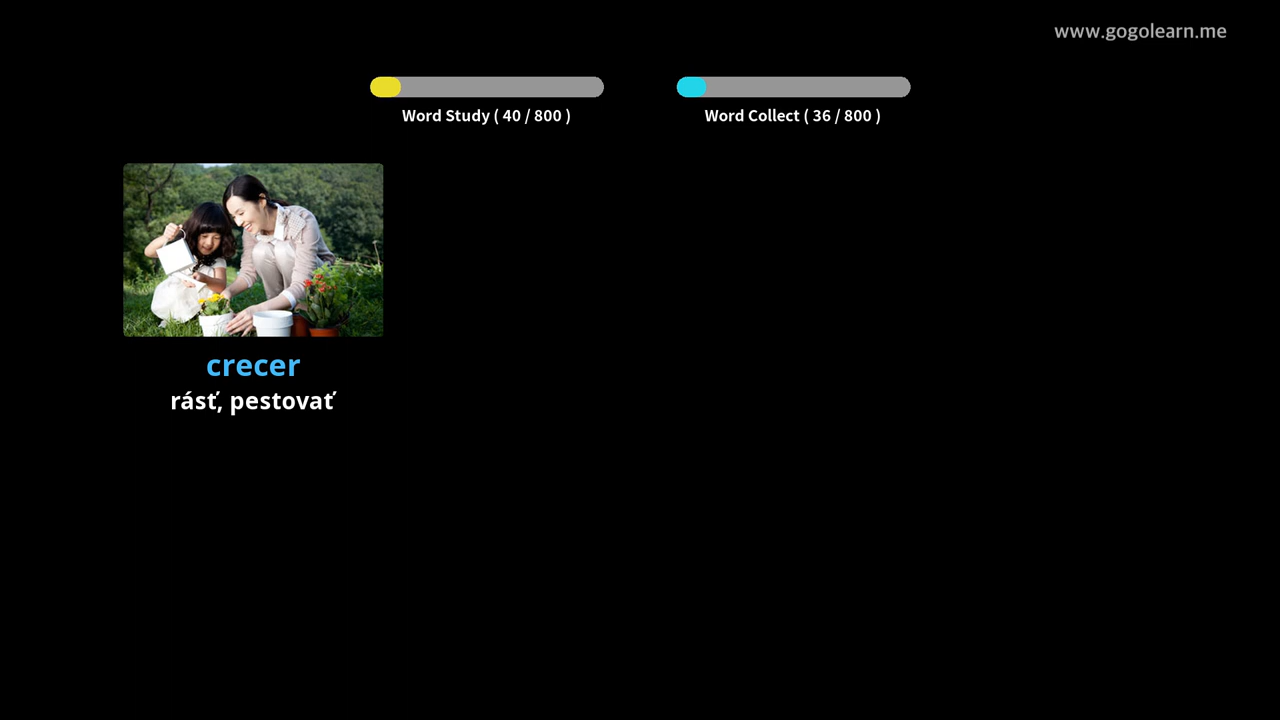 www.gogolearn.me
Word Study ( 40 / 800 )
Word Collect ( 36 / 800 )
crecer
rásť, pestovať